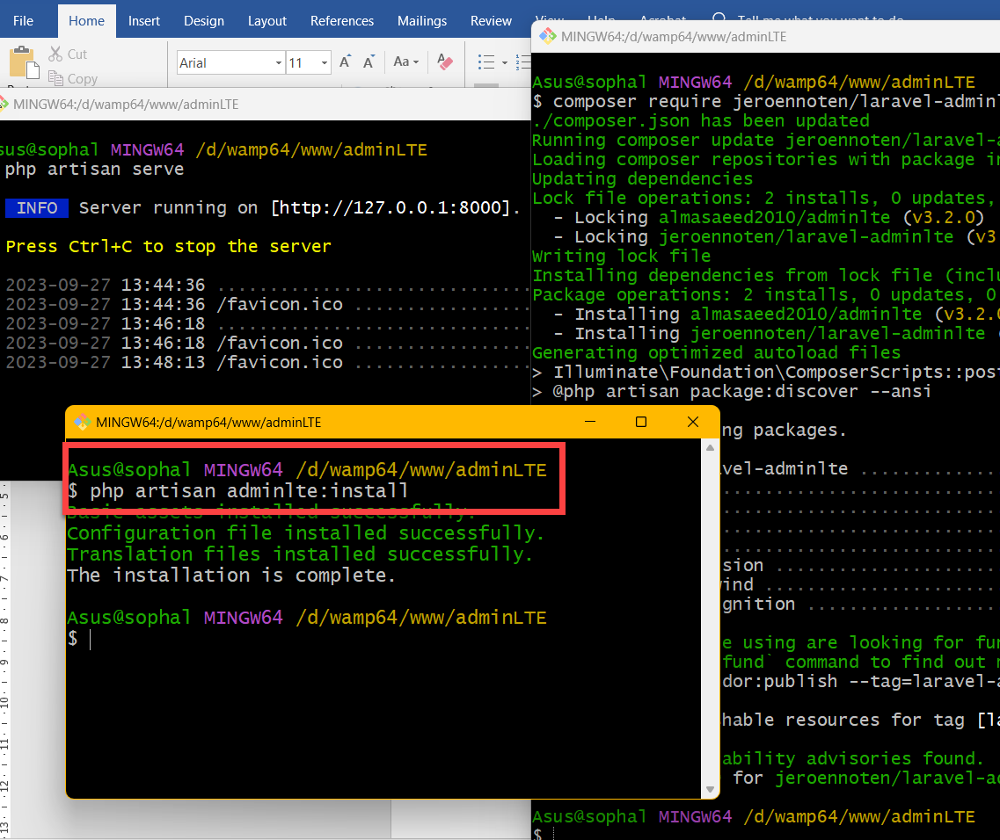 File Home Insert Design Layout References Mailings Review View Help Acrobat Tell me what you want to do
Cut
Copy
Arial 11 Aa
MINGW64:/d/wamp64/www/adminLTE
sus@sophal MINGW64 /d/wamp64/www/adminLTE
php artisan serve
INFO Server running on [http://127.0.0.1:8000].
Press Ctrl+C to stop the server
2023-09-27 13:44:36 ..............................
2023-09-27 13:44:36 /favicon.ico .................
2023-09-27 13:46:18 ..............................
2023-09-27 13:46:18 /favicon.ico .................
2023-09-27 13:48:13 /favicon.ico .................
MINGW64:/d/wamp64/www/adminLTE
Asus@sophal MINGW64 /d/wamp64/www/adminLTE
$ composer require jeroennoten/laravel-admin
./composer.json has been updated
Running composer update jeroennoten/laravel-a
Loading composer repositories with package in
Updating dependencies
Lock file operations: 2 installs, 0 updates,
- Locking almasaeed2010/adminlte (v3.2.0)
- Locking jeroennoten/laravel-adminlte (v3
Writing lock file
Installing dependencies from lock file (inclu
Package operations: 2 installs, 0 updates, 0
- Installing almasaeed2010/adminlte (v3.2.0
- Installing jeroennoten/laravel-adminlte (
Generating optimized autoload files
> Illuminate\Foundation\ComposerScripts::pos
> @php artisan package:discover --ansi
ng packages.
vel-adminlte .............
sion .....................
wind ......................
gnition ..................
e using are looking for fun
fund` command to find out
dor:publish --tag=laravel-a
hable resources for tag [la
ability advisories found.
for jeroennoten/laravel-ad
Asus@sophal MINGW64 /d/wamp64/www/adminLTE
$
MINGW64:/d/wamp64/www/adminLTE
Asus@sophal MINGW64 /d/wamp64/www/adminLTE
$ php artisan adminlte:install
Basic assets installed successfully.
Configuration file installed successfully.
Translation files installed successfully.
The installation is complete.
Asus@sophal MINGW64 /d/wamp64/www/adminLTE
$